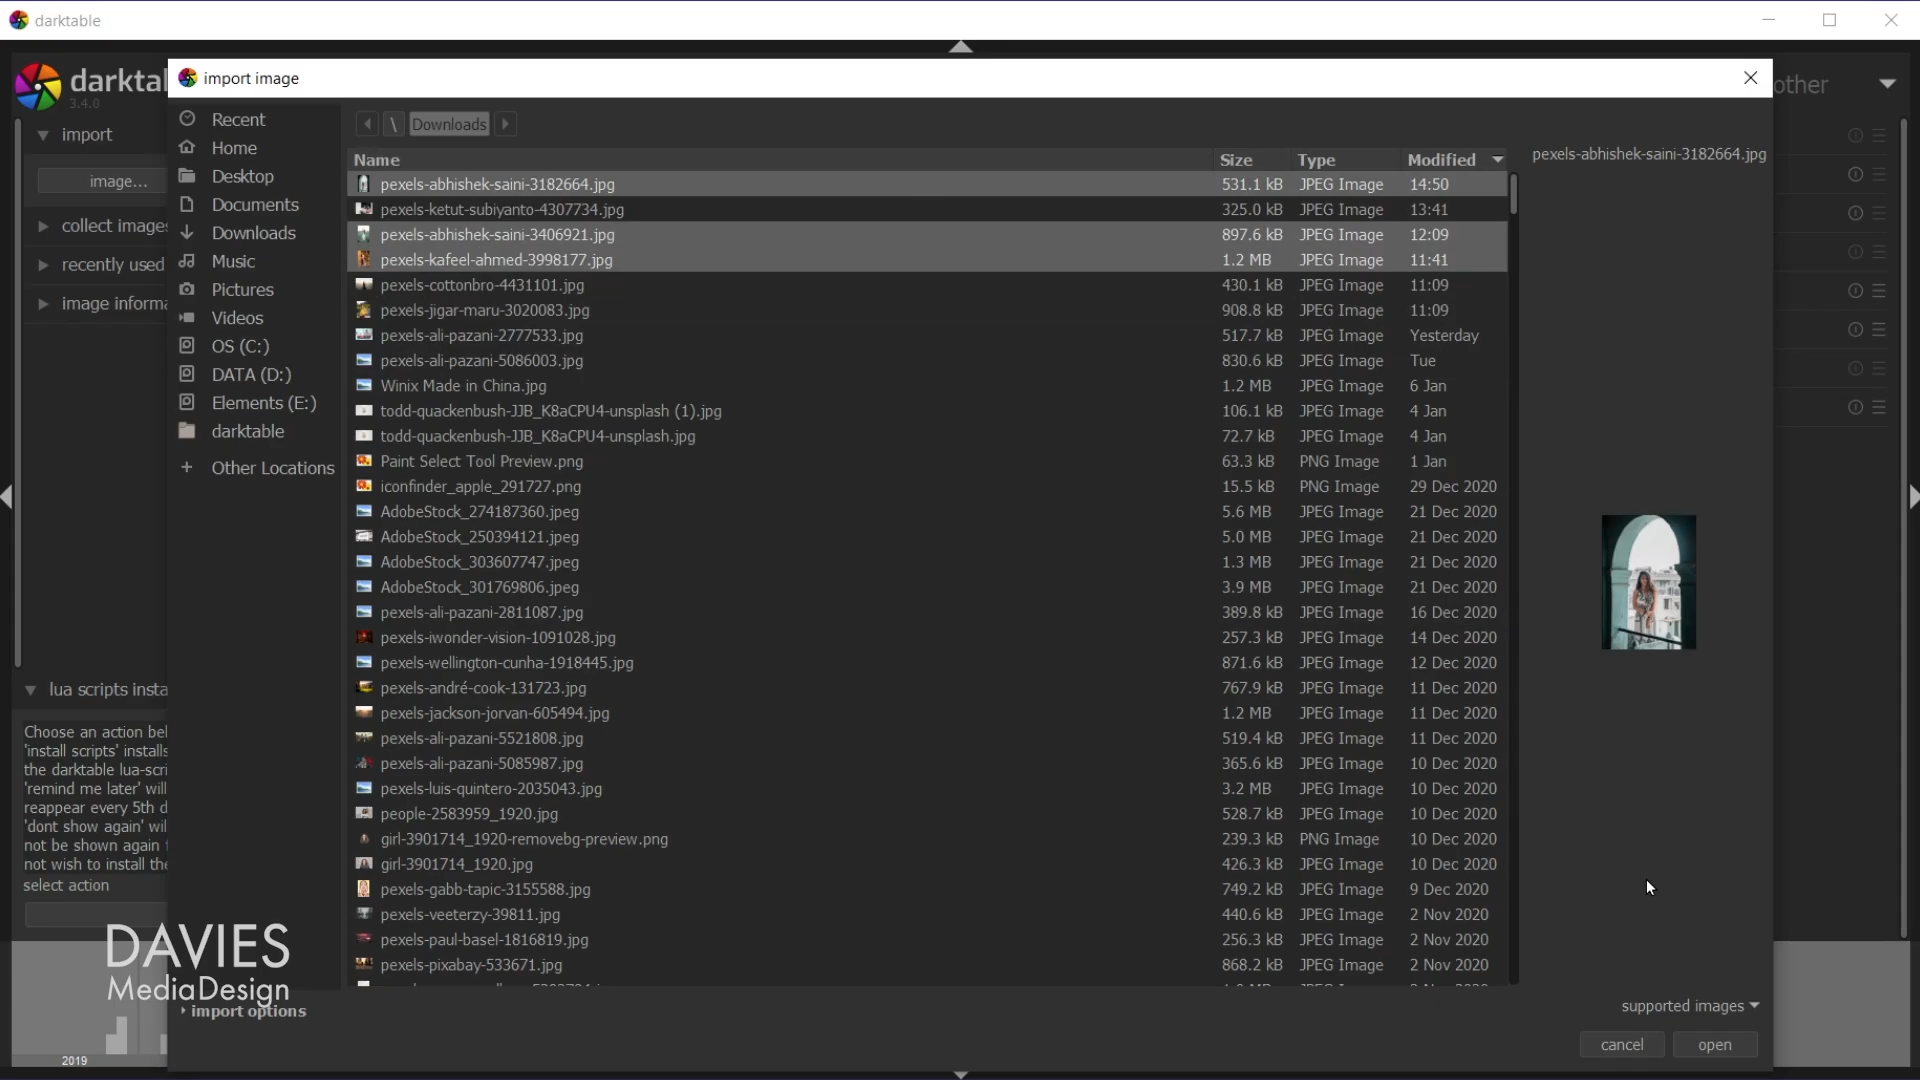 darktable
darktal
3.4.0
import image
other
import
image...
collect images
recently used
image informa
Recent
Home
Desktop
Documents
Downloads
Music
Pictures
Videos
OS (C:)
DATA (D:)
Elements (E:)
darktable
Other Locations
\ Downloads
Name Size Type Modified
pexels-abhishek-saini-3182664.jpg 531.1 kB JPEG Image 14:50
pexels-ketut-subiyanto-4307734.jpg 325.0 kB JPEG Image 13:41
pexels-abhishek-saini-3406921.jpg 897.6 kB JPEG Image 12:09
pexels-kafeel-ahmed-3998177.jpg 1.2 MB JPEG Image 11:41
pexels-cottonbro-4431101.jpg 430.1 kB JPEG Image 11:09
pexels-jigar-maru-3020083.jpg 908.8 kB JPEG Image 11:09
pexels-ali-pazani-2777533.jpg 517.7 kB JPEG Image Yesterday
pexels-ali-pazani-5086003.jpg 830.6 kB JPEG Image Tue
Winix Made in China.jpg 1.2 MB JPEG Image 6 Jan
todd-quackenbush-JJB_K8aCPU4-unsplash (1).jpg 106.1 kB JPEG Image 4 Jan
todd-quackenbush-JJB_K8aCPU4-unsplash.jpg 72.7 kB JPEG Image 4 Jan
Paint Select Tool Preview.png 63.3 kB PNG Image 1 Jan
iconfinder_apple_291727.png 15.5 kB PNG Image 29 Dec 2020
AdobeStock_274187360.jpeg 5.6 MB JPEG Image 21 Dec 2020
AdobeStock_250394121.jpeg 5.0 MB JPEG Image 21 Dec 2020
AdobeStock_303607747.jpeg 1.3 MB JPEG Image 21 Dec 2020
AdobeStock_301769806.jpeg 3.9 MB JPEG Image 21 Dec 2020
pexels-ali-pazani-2811087.jpg 389.8 kB JPEG Image 16 Dec 2020
pexels-iwonder-vision-1091028.jpg 257.3 kB JPEG Image 14 Dec 2020
pexels-wellington-cunha-1918445.jpg 871.6 kB JPEG Image 12 Dec 2020
pexels-andré-cook-131723.jpg 767.9 kB JPEG Image 11 Dec 2020
pexels-jackson-jorvan-605494.jpg 1.2 MB JPEG Image 11 Dec 2020
pexels-ali-pazani-5521808.jpg 519.4 kB JPEG Image 11 Dec 2020
pexels-ali-pazani-5085987.jpg 365.6 kB JPEG Image 10 Dec 2020
pexels-luis-quintero-2035043.jpg 3.2 MB JPEG Image 10 Dec 2020
people-2583959_1920.jpg 528.7 kB JPEG Image 10 Dec 2020
girl-3901714_1920-removebg-preview.png 239.3 kB PNG Image 10 Dec 2020
girl-3901714_1920.jpg 426.3 kB JPEG Image 10 Dec 2020
pexels-gabb-tapic-3155588.jpg 749.2 kB JPEG Image 9 Dec 2020
pexels-veeterzy-39811.jpg 440.6 kB JPEG Image 2 Nov 2020
pexels-paul-basel-1816819.jpg 256.3 kB JPEG Image 2 Nov 2020
pexels-pixabay-533671.jpg 868.2 kB JPEG Image 2 Nov 2020
pexels-abhishek-saini-3182664.jpg
lua scripts insta
Choose an action bel
'install scripts' installs
the darktable lua-scri
'remind me later' will
reappear every 5th d
'dont show again' wil
not be shown again
not wish to install the
select action
DAVIES
MediaDesign
import options
supported images
cancel open
2019